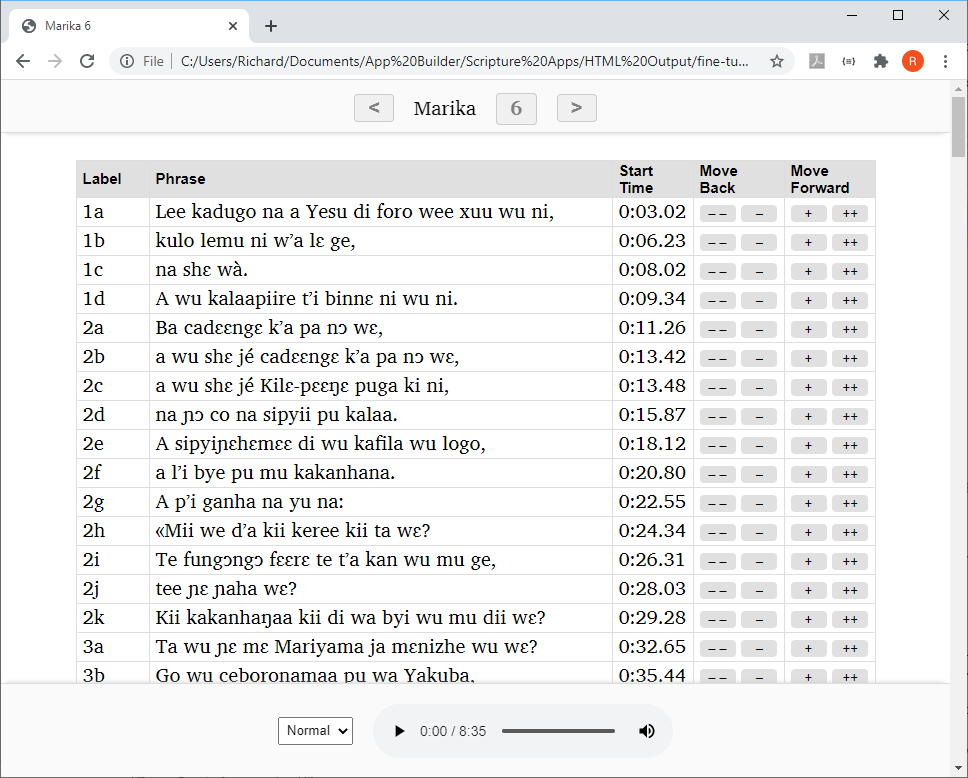 Marika 6
File C:/Users/Richard/Documents/App%20Builder/Scripture%20Apps/HTML%20Output/fine-tu...
R
< Marika 6 >
Label Phrase Start Time Move Back Move Forward
1a Lee kadugo na a Yesu di foro wee xuu wu ni, 0:03.02 −− − + ++
1b kulo lemu ni w’a lɛ ge, 0:06.23 −− − + ++
1c na shɛ wà. 0:08.02 −− − + ++
1d A wu kalaapiire t’i binnɛ ni wu ni. 0:09.34 −− − + ++
2a Ba cadɛɛngɛ k’a pa nɔ wɛ, 0:11.26 −− − + ++
2b a wu shɛ jé cadɛɛngɛ k’a pa nɔ wɛ, 0:13.42 −− − + ++
2c a wu shɛ jé Kilɛ-pɛɛŋɛ puga ki ni, 0:13.48 −− − + ++
2d na ɲɔ co na sipyii pu kalaa. 0:15.87 −− − + ++
2e A sipyiɲɛhɛmɛɛ di wu kafila wu logo, 0:18.12 −− − + ++
2f a l’i bye pu mu kakanhana. 0:20.80 −− − + ++
2g A p’i ganha na yu na: 0:22.55 −− − + ++
2h «Mii we d’a kii keree kii ta wɛ? 0:24.34 −− − + ++
2i Te fungɔngɔ fɛɛrɛ te t’a kan wu mu ge, 0:26.31 −− − + ++
2j tee ɲɛ ɲaha wɛ? 0:28.03 −− − + ++
2k Kii kakanhaŋaa kii di wa byi wu mu dii wɛ? 0:29.28 −− − + ++
3a Ta wu ɲɛ mɛ Mariyama ja mɛnizhe wu wɛ? 0:32.65 −− − + ++
3b Go wu ceboronamaa pu wa Yakuba, 0:35.44 −− − + ++
Normal 0:00 / 8:35